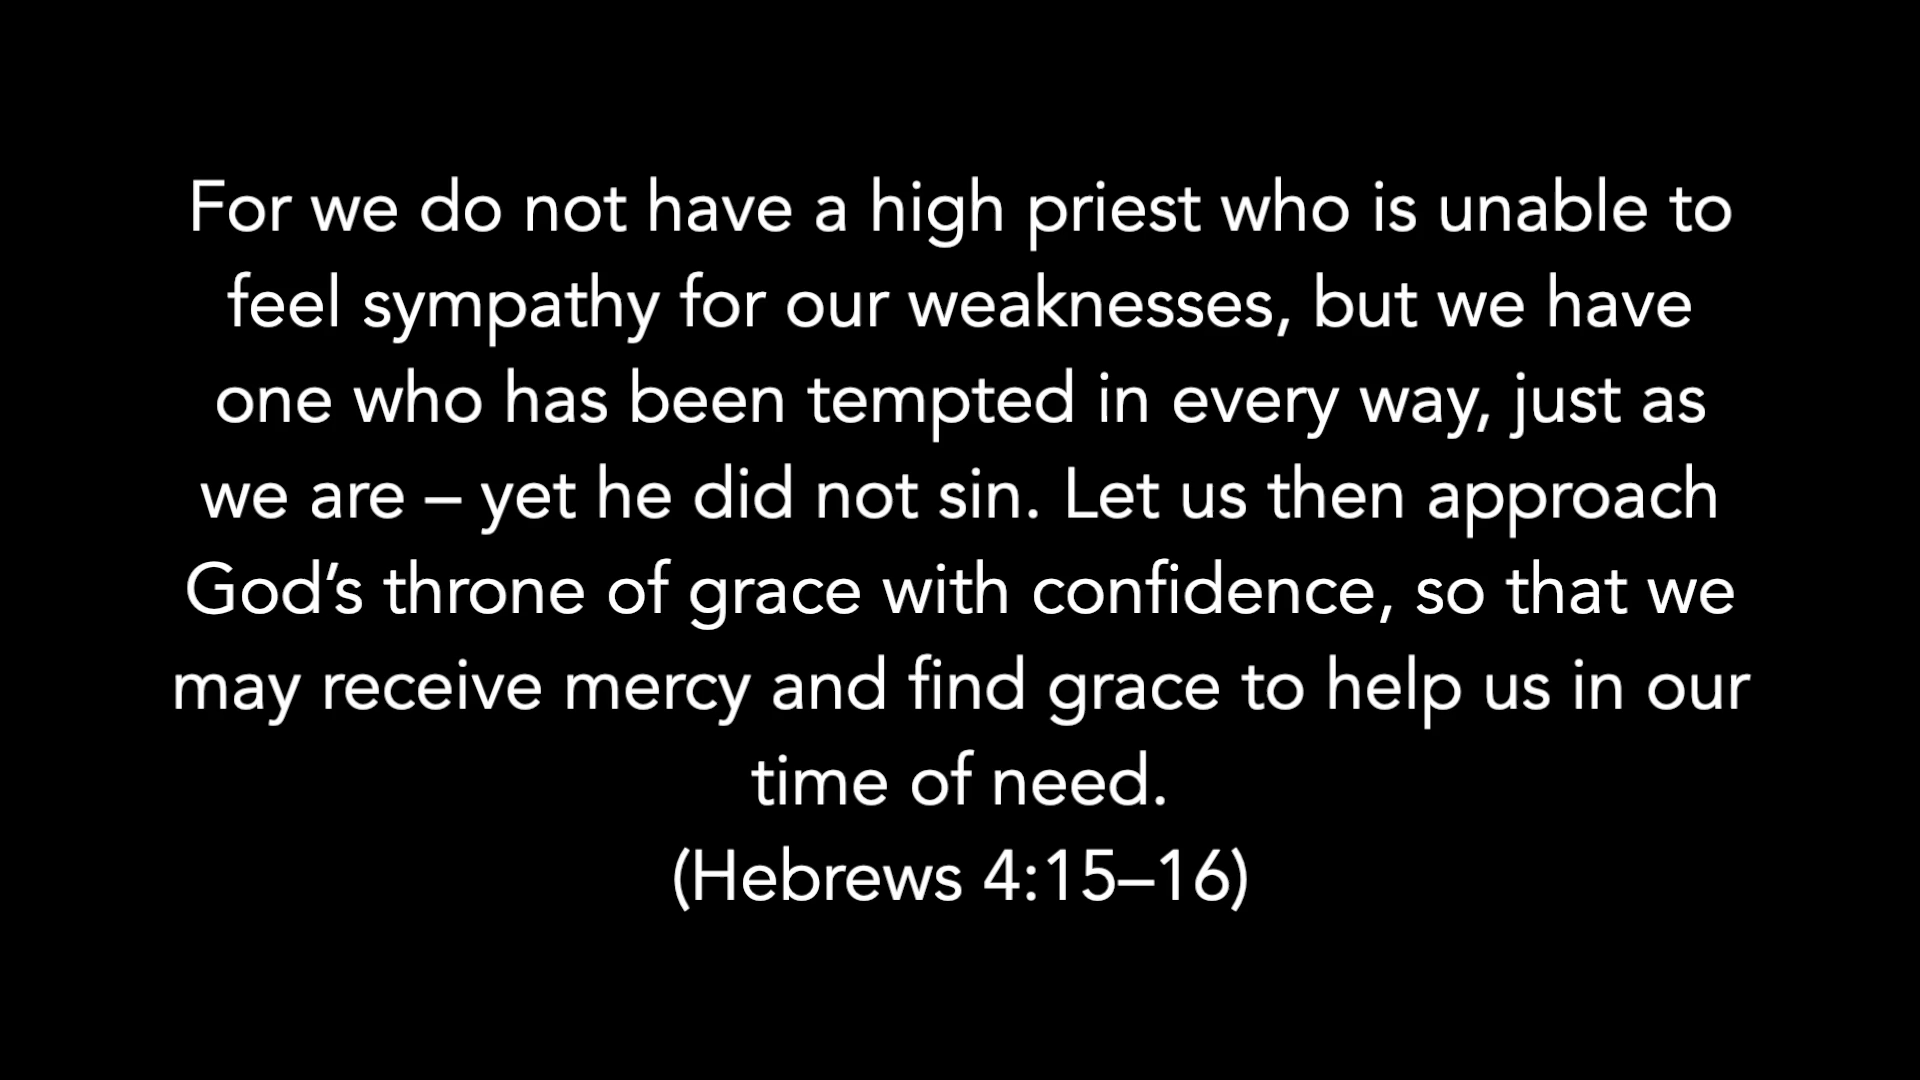 For we do not have a high priest who is unable to
feel sympathy for our weaknesses, but we have
one who has been tempted in every way, just as
we are – yet he did not sin. Let us then approach
God’s throne of grace with confidence, so that we
may receive mercy and find grace to help us in our
time of need.
(Hebrews 4:15–16)